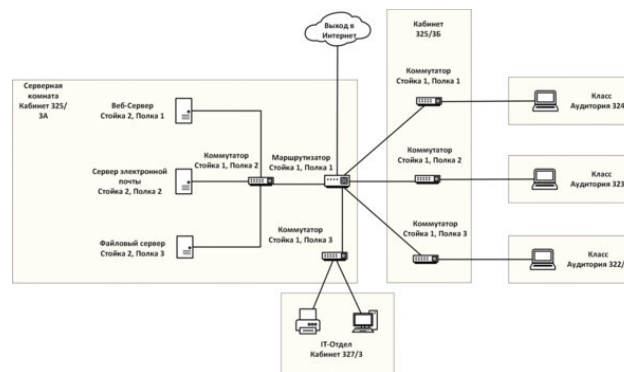 Выход в
Интернет
Кабинет
325/3Б
Серверная
комната
Кабинет 325/
3А
Веб-Сервер
Стойка 2, Полка 1
Сервер электронной
почты
Стойка 2, Полка 2
Файловый сервер
Стойка 2, Полка 3
Коммутатор
Стойка 1, Полка 2
Маршрутизатор
Стойка 1, Полка 1
Коммутатор
Стойка 1, Полка 3
Коммутатор
Стойка 1, Полка 1
Коммутатор
Стойка 1, Полка 2
Коммутатор
Стойка 1, Полка 3
Класс
Аудитория 324
Класс
Аудитория 323
Класс
Аудитория 322/
IT-Отдел
Кабинет 327/3